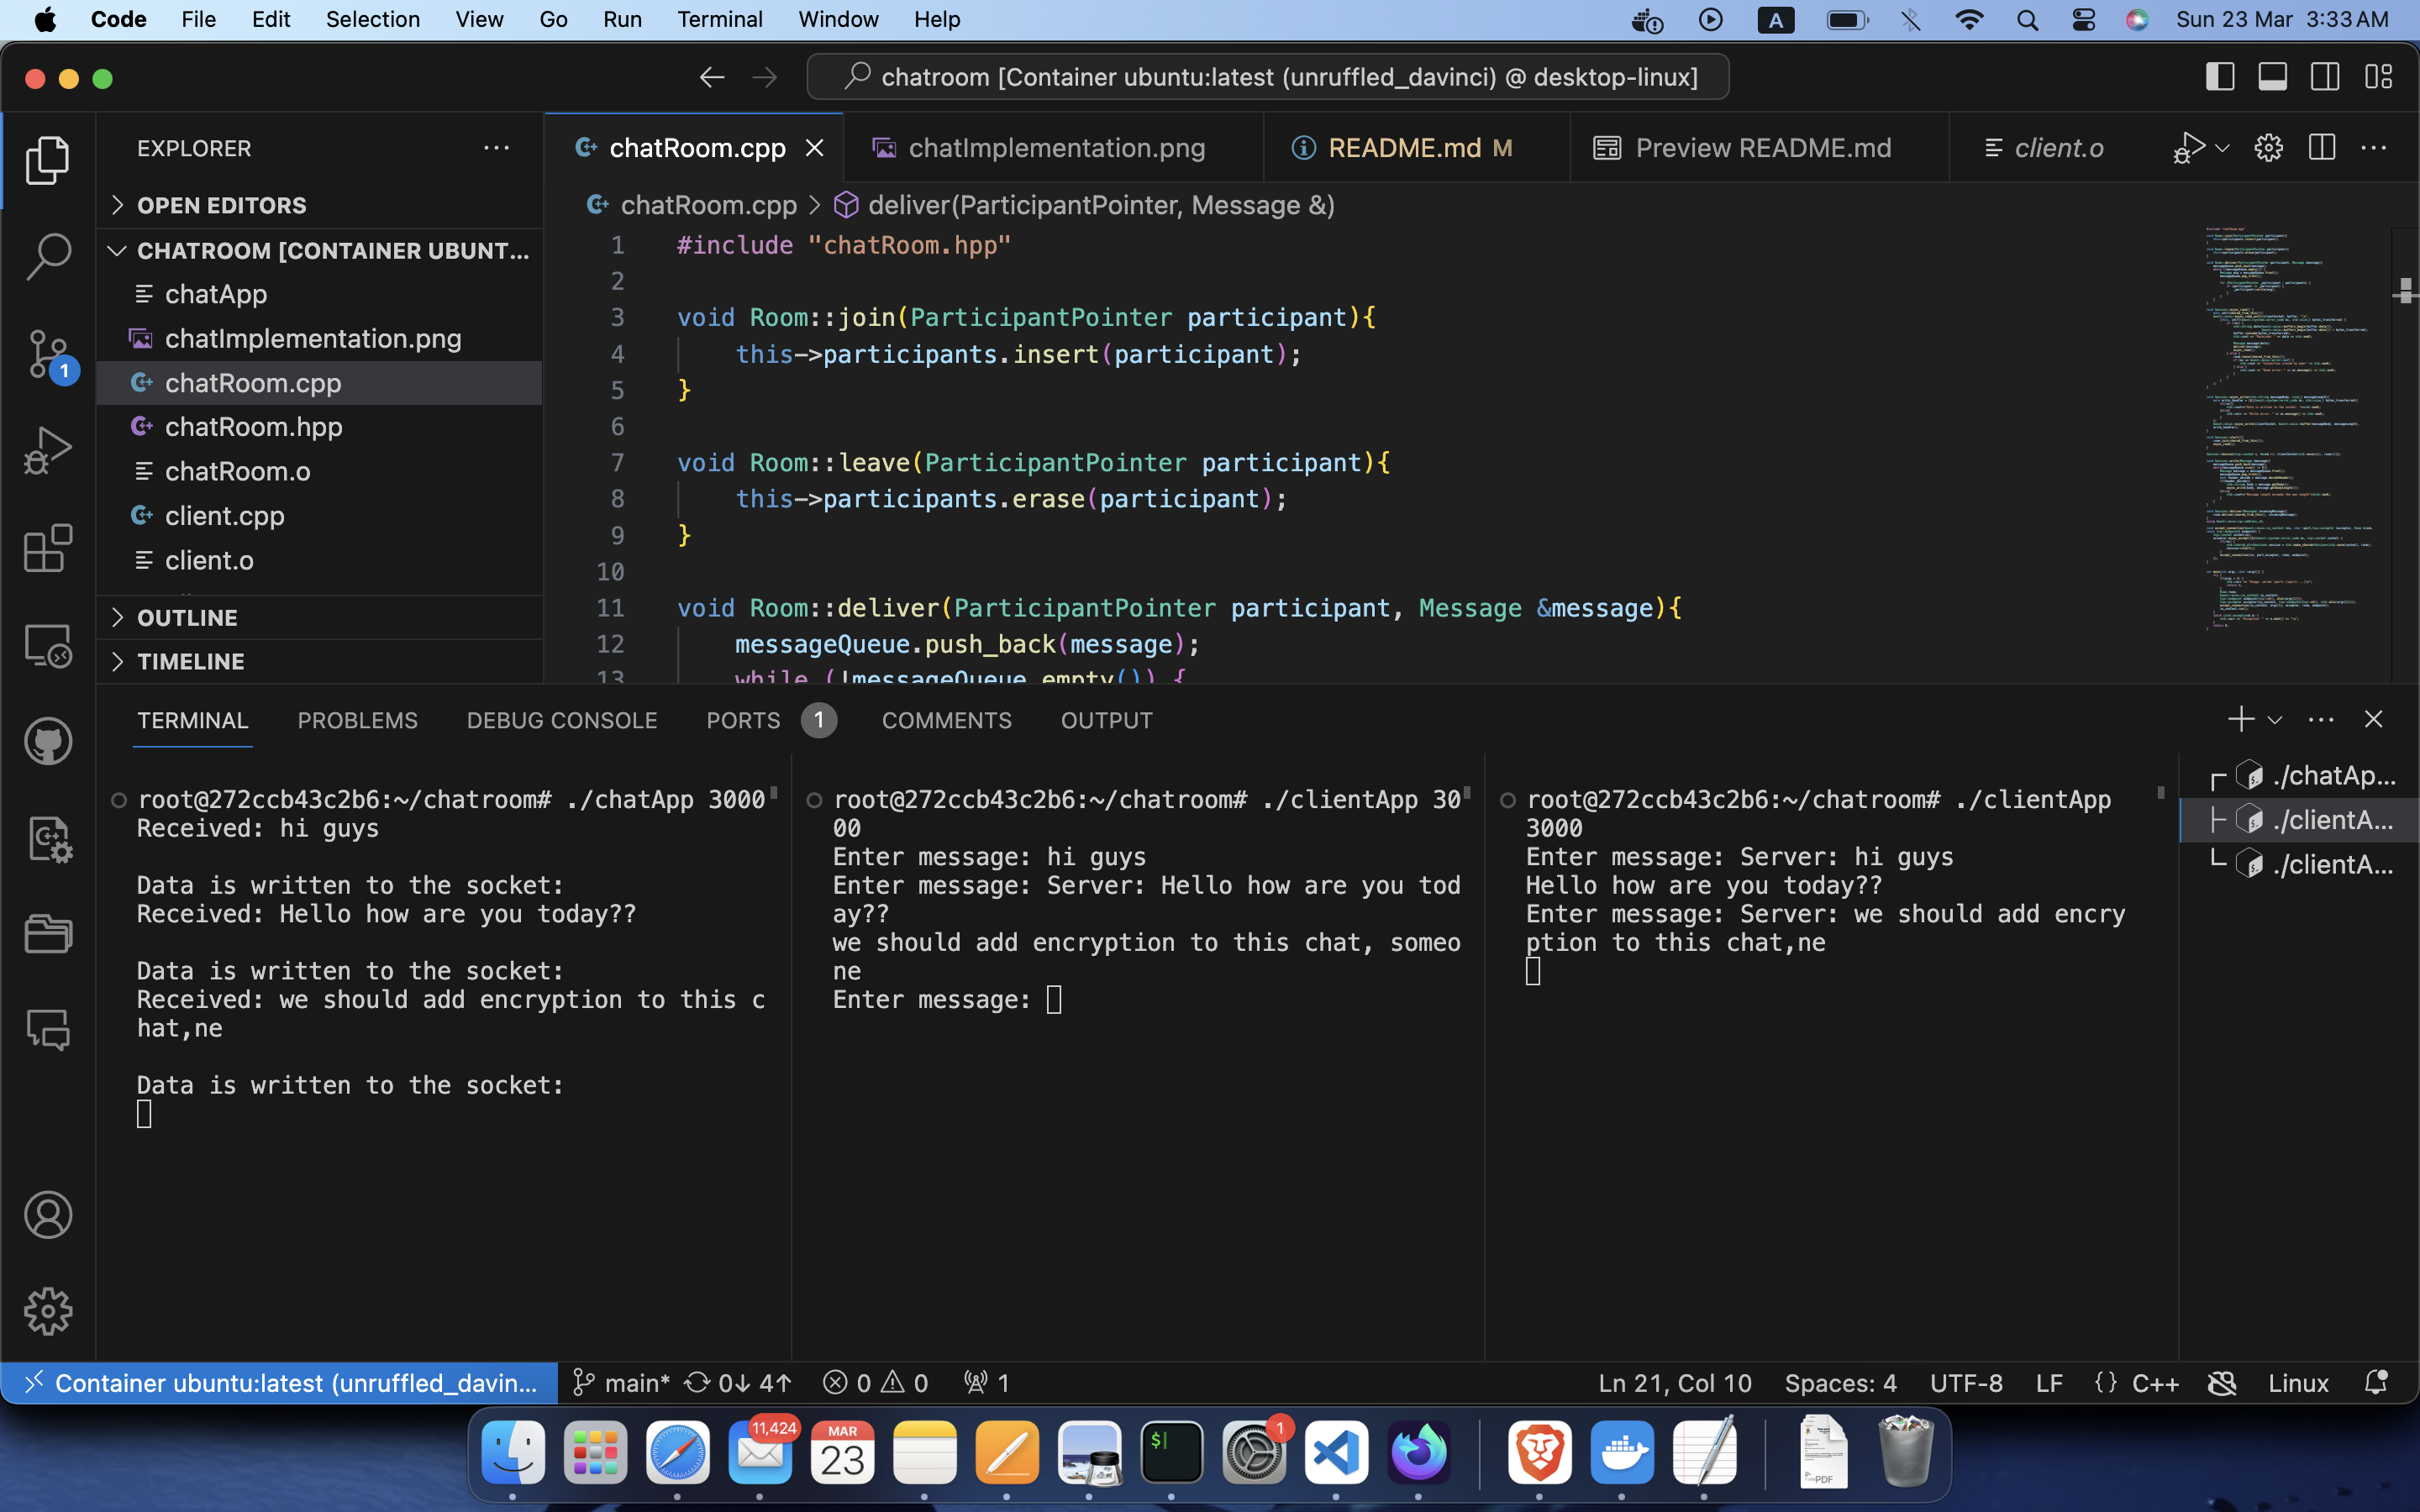 Code File Edit Selection View Go Run Terminal Window Help
A Sun 23 Mar 3:33 AM
chatroom [Container ubuntu:latest (unruffled_davinci) @ desktop-linux]
EXPLORER
OPEN EDITORS
CHATROOM [CONTAINER UBUNT...
chatApp
chatImplementation.png
chatRoom.cpp
chatRoom.hpp
chatRoom.o
client.cpp
client.o
OUTLINE
TIMELINE
1
chatRoom.cpp
chatImplementation.png
README.md M
Preview README.md
client.o
chatRoom.cpp > deliver(ParticipantPointer, Message &)
1 #include "chatRoom.hpp"
2
3 void Room::join(ParticipantPointer participant){
4 this->participants.insert(participant);
5 }
6
7 void Room::leave(ParticipantPointer participant){
8 this->participants.erase(participant);
9 }
10
11 void Room::deliver(ParticipantPointer participant, Message &message){
12 messageQueue.push_back(message);
13 while (!messageQueue.empty()) {
TERMINAL PROBLEMS DEBUG CONSOLE PORTS 1 COMMENTS OUTPUT
root@272ccb43c2b6:~/chatroom# ./chatApp 3000
Received: hi guys
Data is written to the socket:
Received: Hello how are you today??
Data is written to the socket:
Received: we should add encryption to this c
hat,ne
Data is written to the socket:
root@272ccb43c2b6:~/chatroom# ./clientApp 30
00
Enter message: hi guys
Enter message: Server: Hello how are you tod
ay??
we should add encryption to this chat, someo
ne
Enter message:
root@272ccb43c2b6:~/chatroom# ./clientApp
3000
Enter message: Server: hi guys
Hello how are you today??
Enter message: Server: we should add encry
ption to this chat,ne
./chatAp...
./clientA...
./clientA...
Container ubuntu:latest (unruffled_davin... main* 0↓ 4↑ 0 0 1
Ln 21, Col 10 Spaces: 4 UTF-8 LF {} C++ Linux
11,424
MAR
23
$
1
PDF